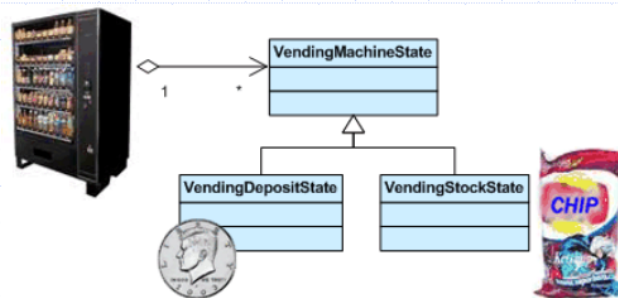 VendingMachineState
1
*
VendingDepositState
VendingStockState
CHIP